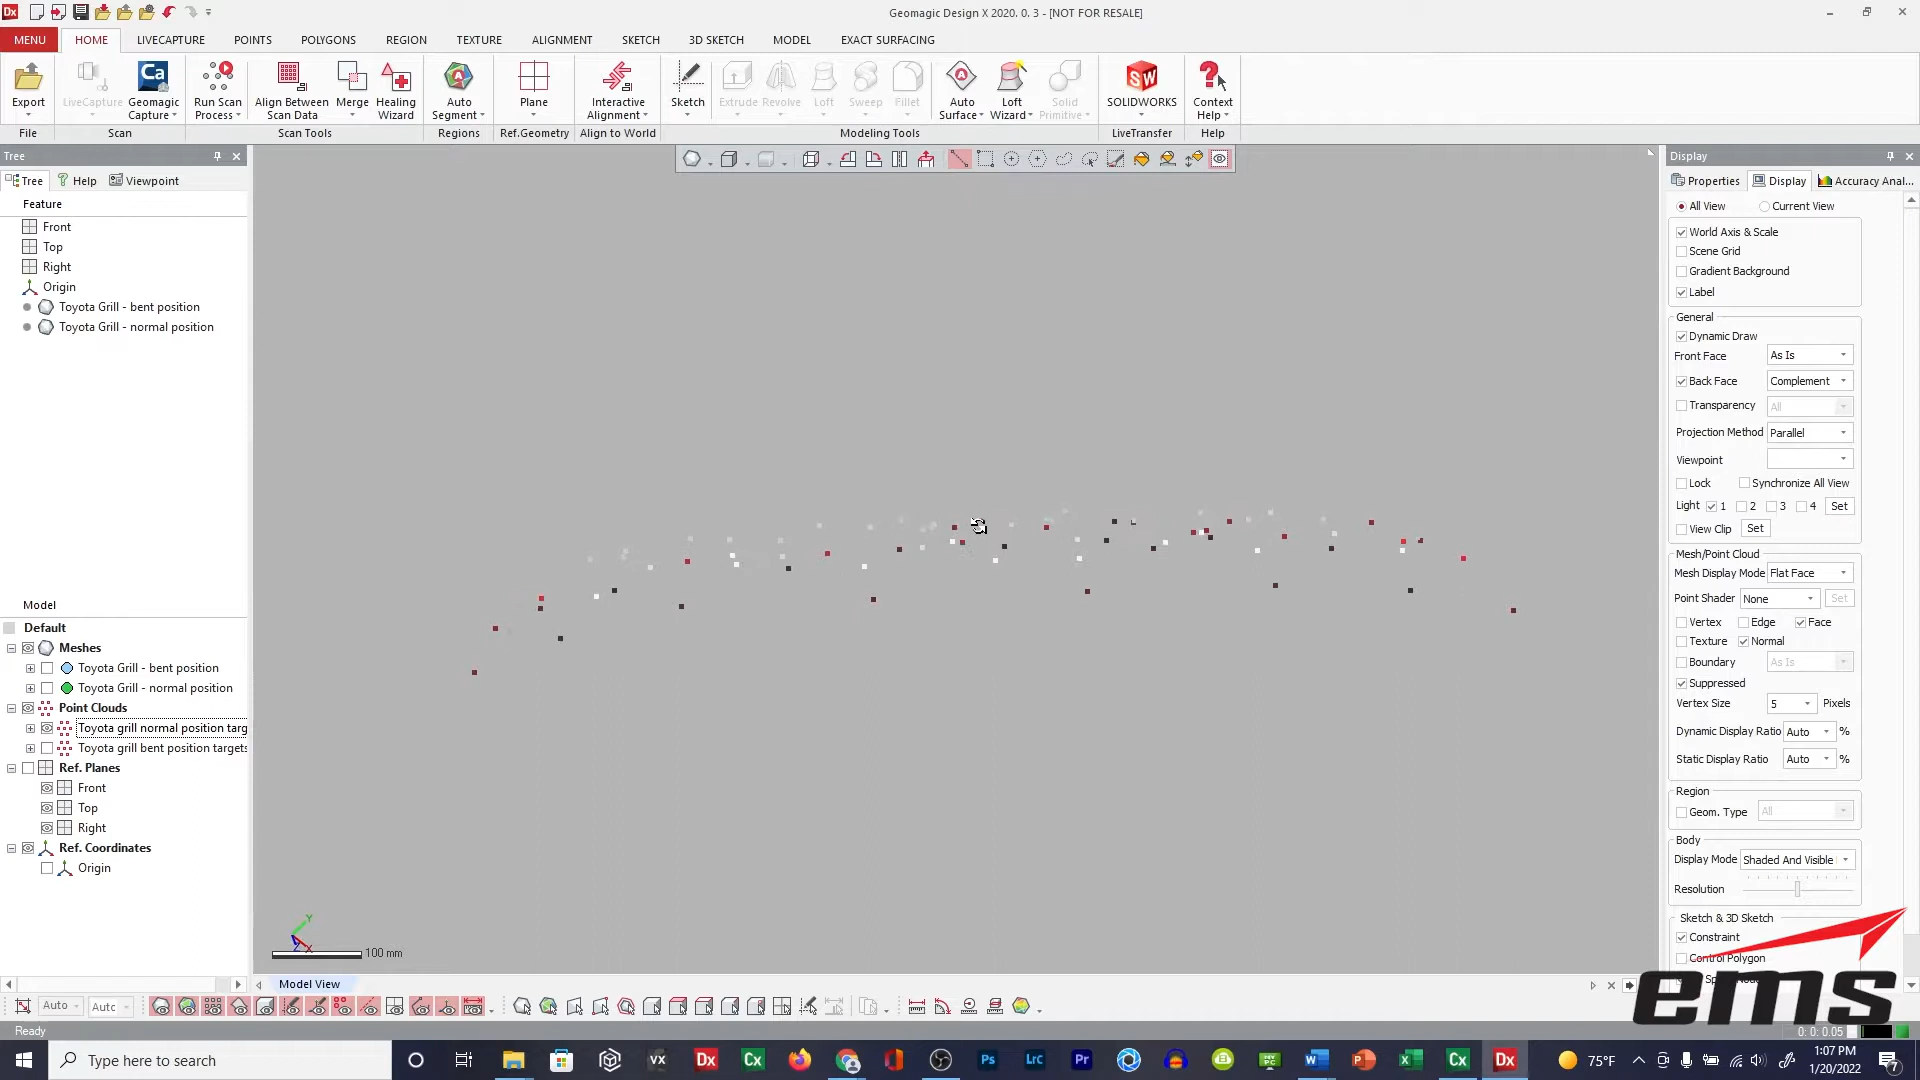 Geomagic Design X 2020. 0. 3 - [NOT FOR RESALE]
MENU HOME LIVECAPTURE POINTS POLYGONS REGION TEXTURE ALIGNMENT SKETCH 3D SKETCH MODEL EXACT SURFACING
Export LiveCapture Geomagic Capture Run Scan Process Align Between Scan Data Merge Healing Wizard Auto Segment Plane Interactive Alignment Sketch Extrude Revolve Loft Sweep Fillet Auto Surface Loft Wizard Solid Primitive SOLIDWORKS Context Help
File Scan Scan Tools Regions Ref.Geometry Align to World Modeling Tools LiveTransfer Help
Tree
Tree Help Viewpoint
Feature
Front
Top
Right
Origin
Toyota Grill - bent position
Toyota Grill - normal position
Model
Default
Meshes
Toyota Grill - bent position
Toyota Grill - normal position
Point Clouds
Toyota grill normal position targ
Toyota grill bent position targets
Ref. Planes
Front
Top
Right
Ref. Coordinates
Origin
Y
Z X
100 mm
Model View
Display
Properties Display Accuracy Anal...
All View Current View
World Axis & Scale
Scene Grid
Gradient Background
Label
General
Dynamic Draw
Front Face As Is
Back Face Complement
Transparency All
Projection Method Parallel
Viewpoint
Lock Synchronize All View
Light 1 2 3 4 Set
View Clip Set
Mesh/Point Cloud
Mesh Display Mode Flat Face
Point Shader None Set
Vertex Edge Face
Texture Normal
Boundary As Is
Suppressed
Vertex Size 5 Pixels
Dynamic Display Ratio Auto %
Static Display Ratio Auto %
Region
Geom. Type All
Body
Display Mode Shaded And Visible
Resolution
Sketch & 3D Sketch
Constraint
Control Polygon
ems
Auto Auto
Ready
0: 0: 0.05
Type here to search
75°F
1:07 PM
1/20/2022
7